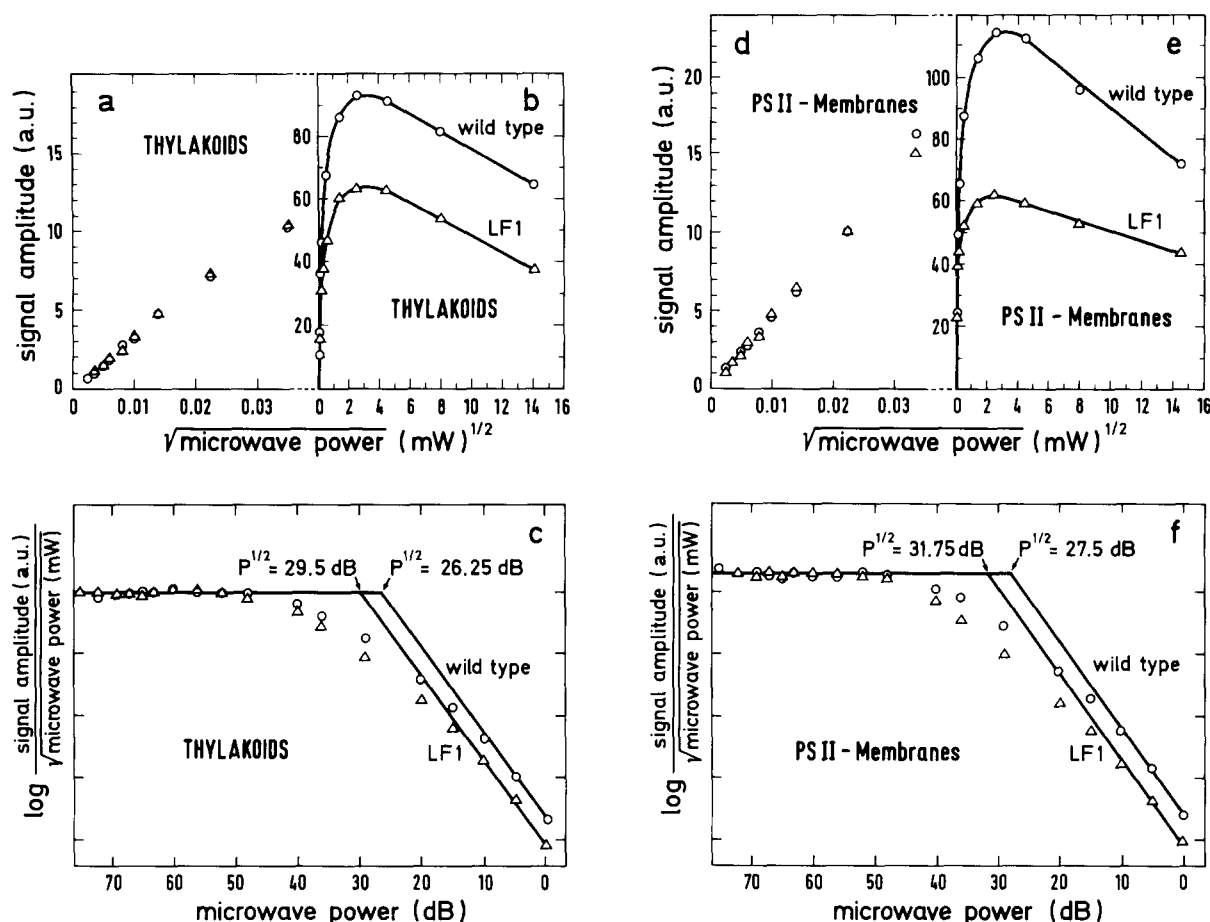 a
THYLAKOIDS
signal amplitude (a.u.)
15
10
5
0
0 0.01 0.02 0.03
b
wild type
LF1
THYLAKOIDS
80
60
40
20
0 2 4 6 8 10 12 14 16
√microwave power (mW)1/2
d
PS II - Membranes
signal amplitude (a.u.)
20
15
10
5
0
0 0.01 0.02 0.03
e
wild type
LF1
PS II - Membranes
100
80
60
40
20
0 2 4 6 8 10 12 14 16
√microwave power (mW)1/2
c
P1/2 = 29.5 dB
P1/2 = 26.25 dB
log signal amplitude (a.u.)
√microwave power (mW)
wild type
LF1
THYLAKOIDS
70 60 50 40 30 20 10 0
microwave power (dB)
f
P1/2 = 31.75 dB
P1/2 = 27.5 dB
log signal amplitude (a.u.)
√microwave power (mW)
wild type
LF1
PS II - Membranes
70 60 50 40 30 20 10 0
microwave power (dB)